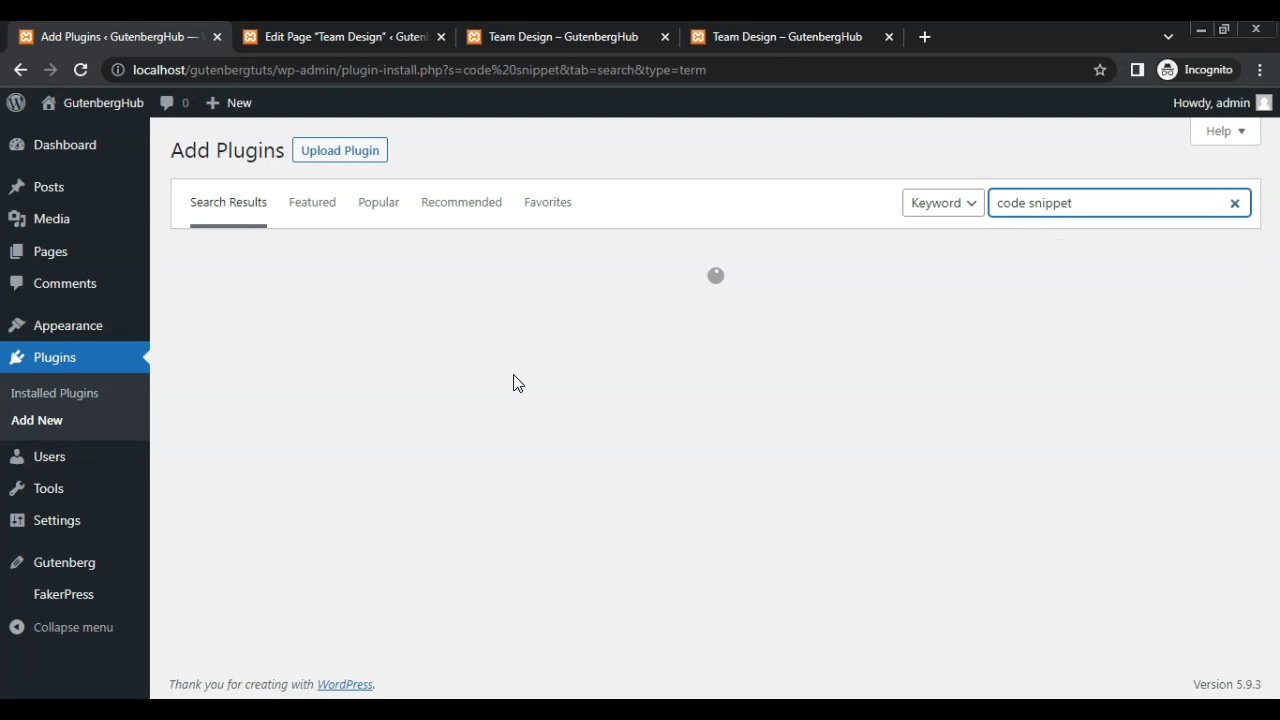 Add Plugins ‹ GutenbergHub —
Edit Page “Team Design” ‹ Guten
Team Design – GutenbergHub
Team Design – GutenbergHub
localhost/gutenbergtuts/wp-admin/plugin-install.php?s=code%20snippet&tab=search&type=term
Incognito
GutenbergHub
0
New
Howdy, admin
Help
Dashboard
Posts
Media
Pages
Comments
Appearance
Plugins
Installed Plugins
Add New
Users
Tools
Settings
Gutenberg
FakerPress
Collapse menu
Add Plugins
Upload Plugin
Search Results
Featured
Popular
Recommended
Favorites
Keyword
code snippet
Thank you for creating with WordPress.
Version 5.9.3